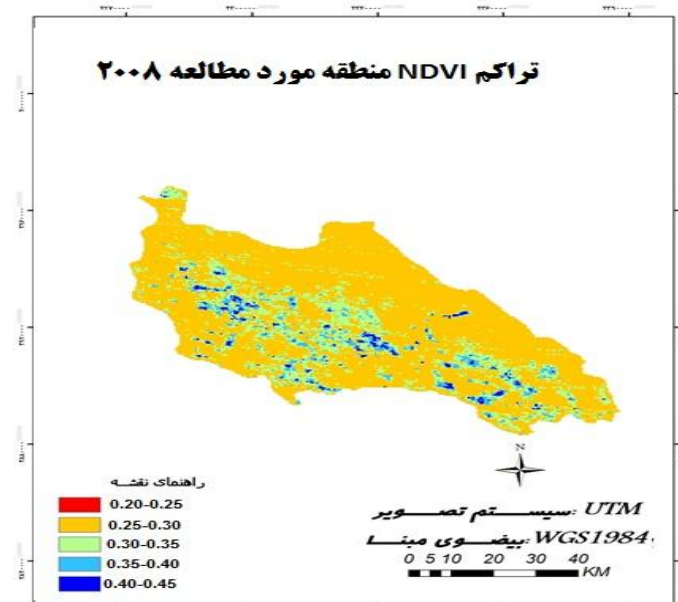 تراکم NDVI منطقه مورد مطالعه ۲۰۰۸
N
راهنمای نقشه
0.20-0.25
0.25-0.30
0.30-0.35
0.35-0.40
0.40-0.45
UTM :سیستم تصویر
WGS1984:بیضوی مبنا
0 5 10 20 30 40
KM